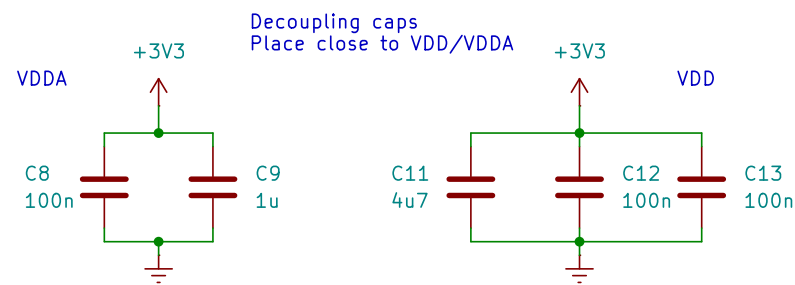 Decoupling caps
Place close to VDD/VDDA
+3V3
+3V3
VDDA
VDD
C8
100n
C9
1u
C11
4u7
C12
100n
C13
100n